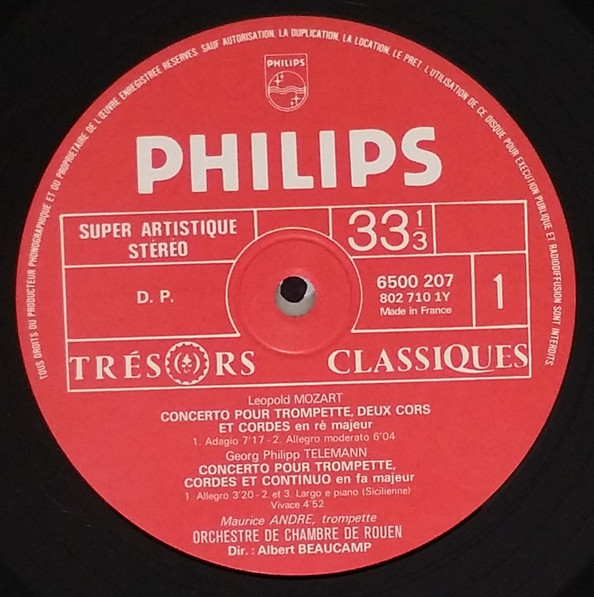 TOUS DROITS DU PRODUCTEUR PHONOGRAPHIQUE ET DU PROPRIETAIRE DE L'ŒUVRE ENREGISTREE RESERVES. SAUF AUTORISATION, LA DUPLICATION, LA LOCATION, LE PRET, L'UTILISATION DE CE DISQUE POUR EXECUTION PUBLIQUE ET RADIODIFFUSION SONT INTERDITS
PHILIPS
PHILIPS
SUPER ARTISTIQUE
STÉRÉO
33 1/3
D. P.
6500 207
802 710 1Y
Made in France
1
TRÉSORS CLASSIQUES
Leopold MOZART
CONCERTO POUR TROMPETTE, DEUX CORS
ET CORDES en rè majeur
1. Adagio 7'17 - 2. Allegro moderato 6'04
Georg Philipp TELEMANN
CONCERTO POUR TROMPETTE,
CORDES ET CONTINUO en fa majeur
1. Allegro 3'20 - 2. et 3. Largo e piano (Sicilienne)
Vivace 4'52
Maurice ANDRE, trompette
ORCHESTRE DE CHAMBRE DE ROUEN
Dir. : Albert BEAUCAMP